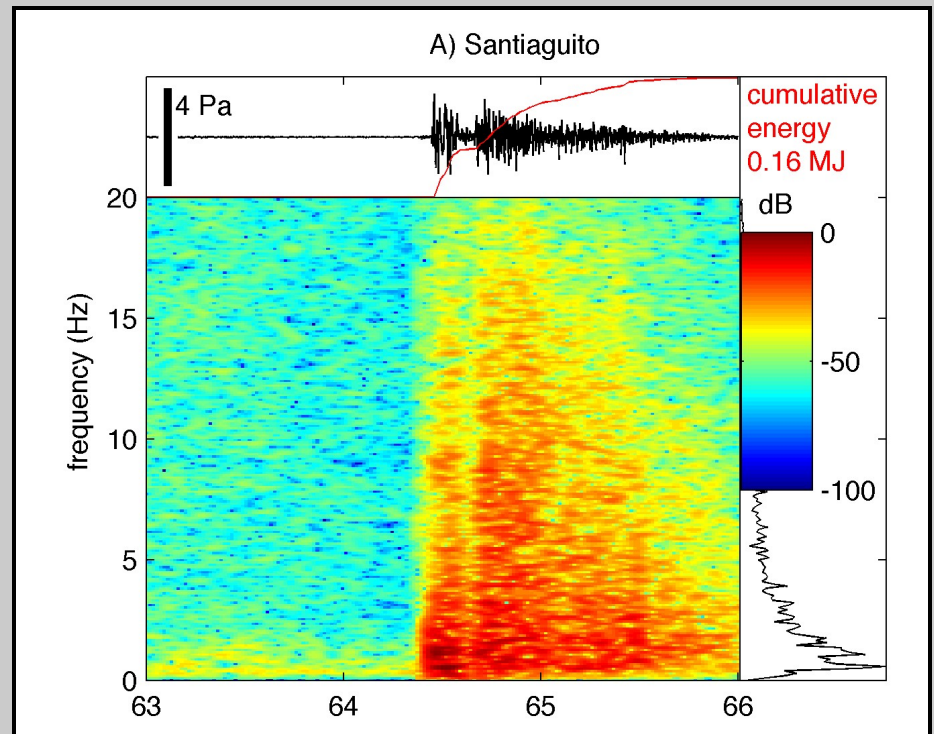 A) Santiaguito
4 Pa
cumulative
energy
0.16 MJ
dB
20
15
10
5
0
frequency (Hz)
0
-50
-100
63
64
65
66